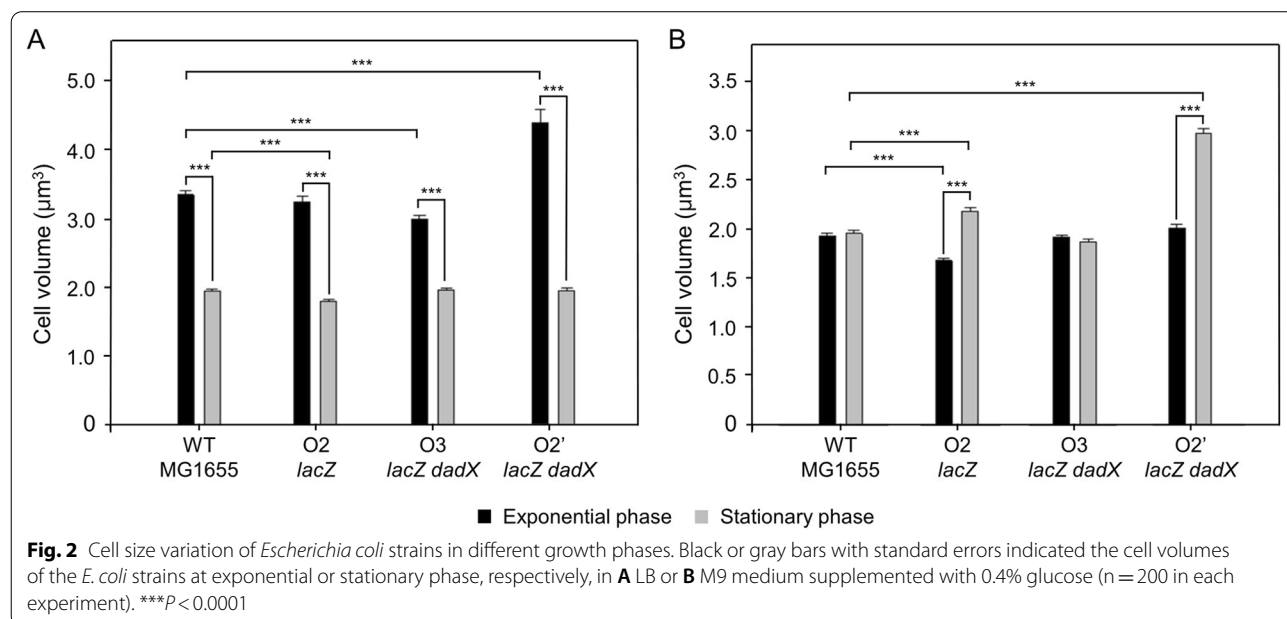 A
Cell volume (µm³)
5.0
4.0
3.0
2.0
1.0
0
***
***
***
***
***
***
***
WT
MG1655
O2
lacZ
O3
lacZ dadX
O2'
lacZ dadX
B
Cell volume (µm³)
3.5
3.0
2.5
2.0
1.5
1.0
0.5
0
***
***
***
***
***
WT
MG1655
O2
lacZ
O3
lacZ dadX
O2'
lacZ dadX
Exponential phase Stationary phase
Fig. 2 Cell size variation of Escherichia coli strains in different growth phases. Black or gray bars with standard errors indicated the cell volumes
of the E. coli strains at exponential or stationary phase, respectively, in A LB or B M9 medium supplemented with 0.4% glucose (n = 200 in each
experiment). ***P < 0.0001